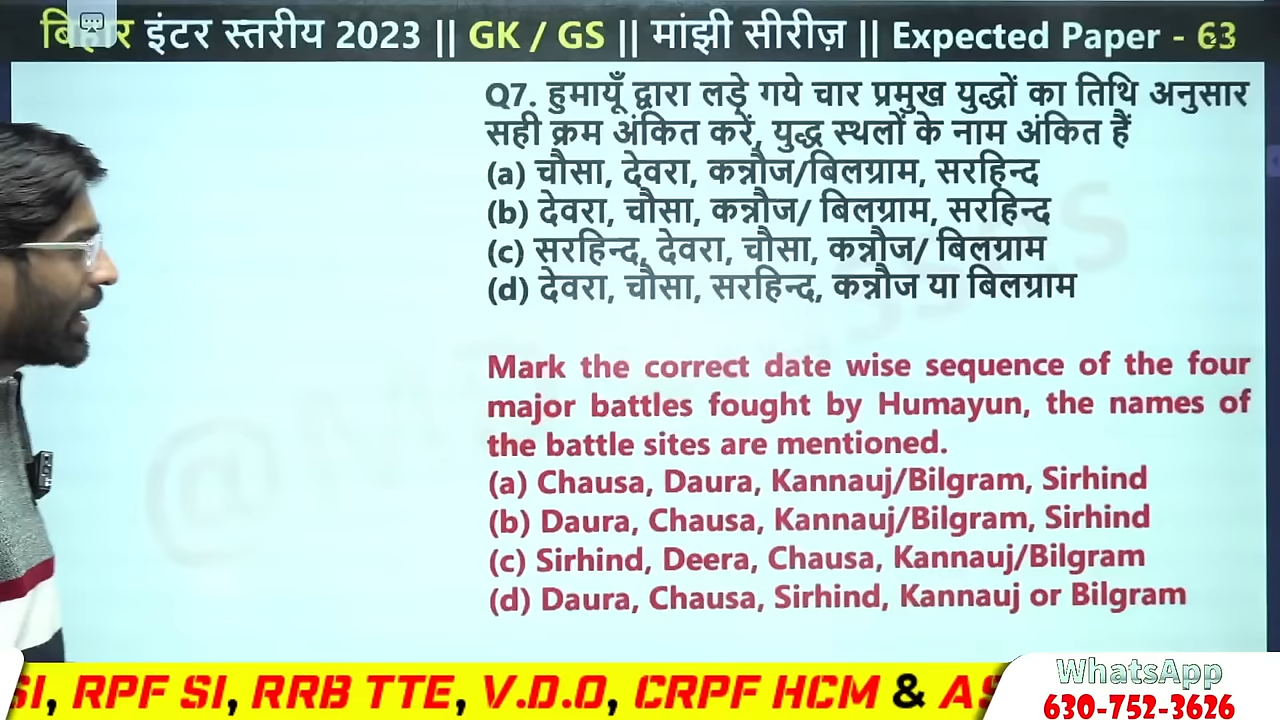 बिहार इंटर स्तरीय 2023 || GK / GS || मांझी सीरीज़ || Expected Paper - 63
Q7. हुमायूँ द्वारा लड़े गये चार प्रमुख युद्धों का तिथि अनुसार
सही क्रम अंकित करें, युद्ध स्थलों के नाम अंकित हैं
(a) चौसा, देवरा, कन्नौज/बिलग्राम, सरहिन्द
(b) देवरा, चौसा, कन्नौज/ बिलग्राम, सरहिन्द
(c) सरहिन्द, देवरा, चौसा, कन्नौज/ बिलग्राम
(d) देवरा, चौसा, सरहिन्द, कन्नौज या बिलग्राम
Mark the correct date wise sequence of the four
major battles fought by Humayun, the names of
the battle sites are mentioned.
(a) Chausa, Daura, Kannauj/Bilgram, Sirhind
(b) Daura, Chausa, Kannauj/Bilgram, Sirhind
(c) Sirhind, Deera, Chausa, Kannauj/Bilgram
(d) Daura, Chausa, Sirhind, Kannauj or Bilgram
SI, RPF SI, RRB TTE, V.D.O, CRPF HCM & AS
WhatsApp
630-752-3626